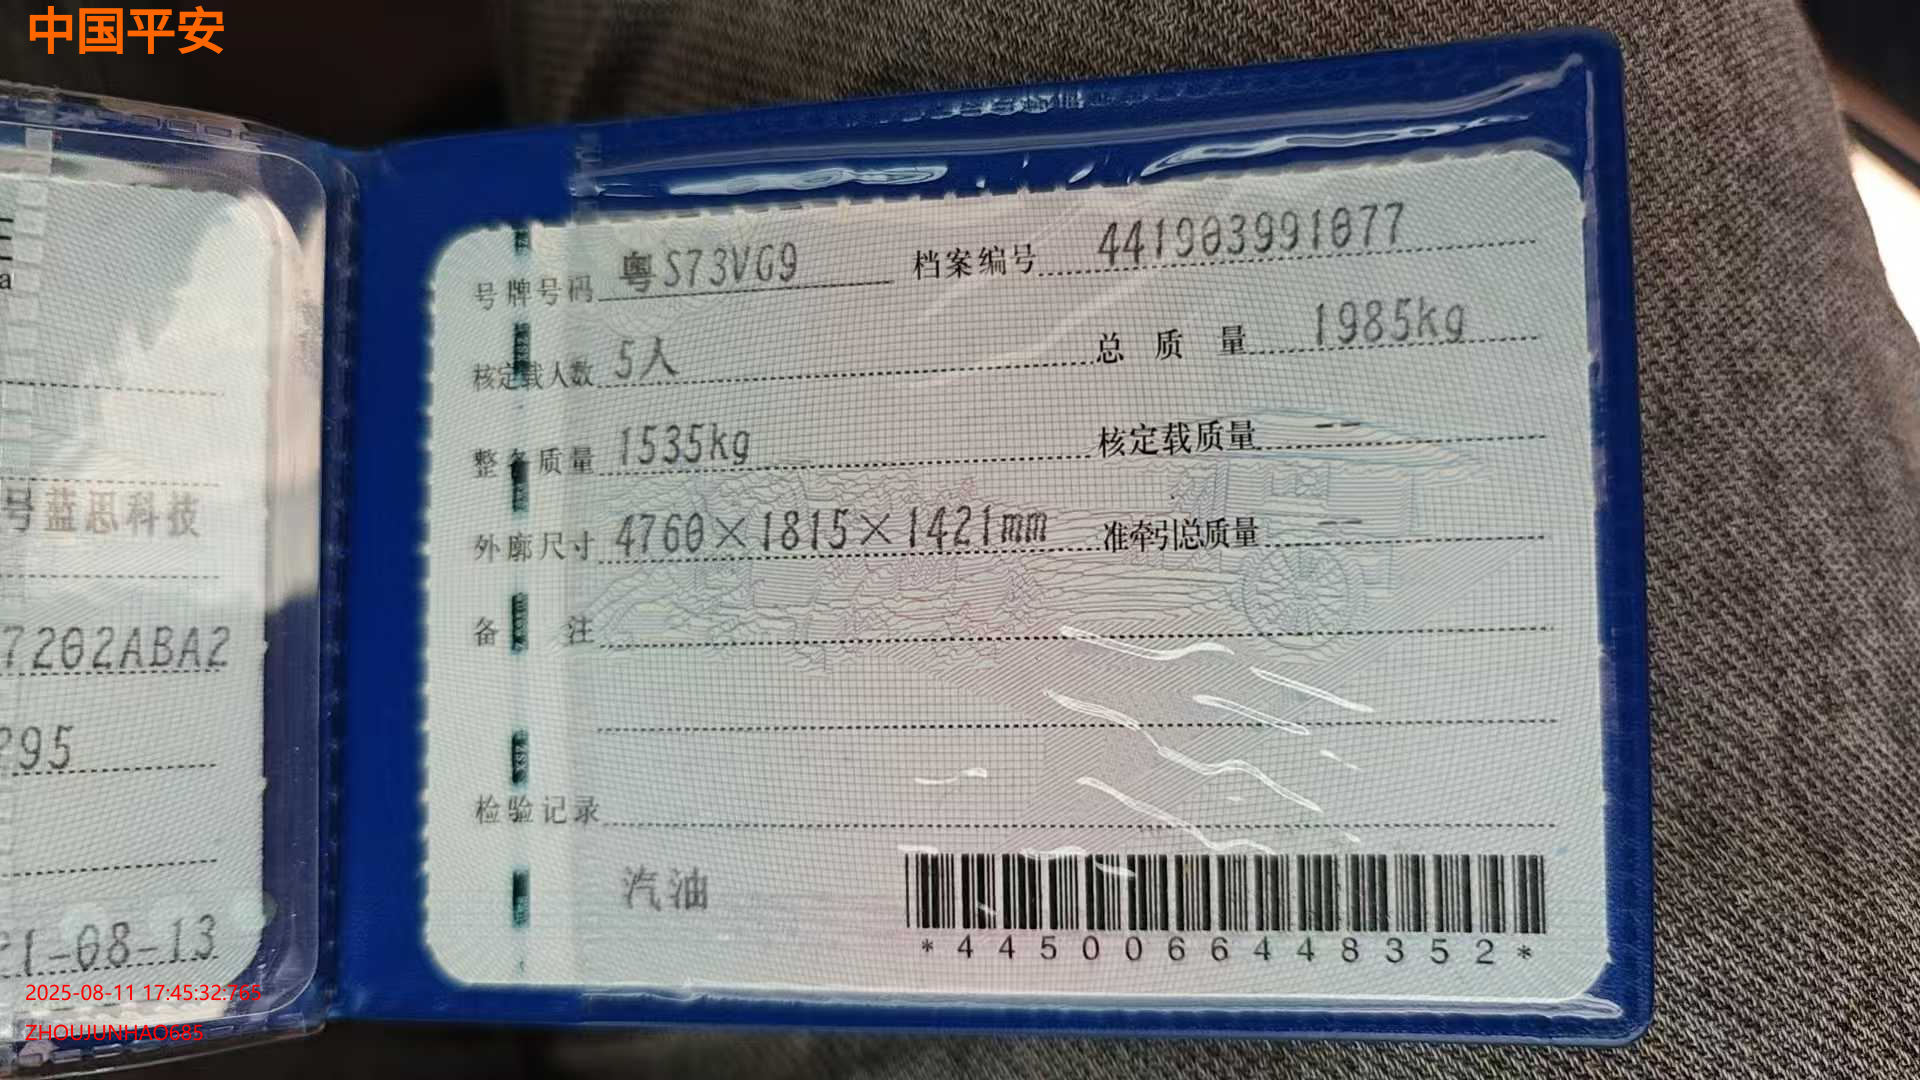 中国平安
号牌号码 粤S73VG9 档案编号 441903991077
核定载人数 5人 总质量 1985kg
整备质量 1535kg 核定载质量 --
外廓尺寸 4760×1815×1421mm 准牵引总质量 --
备注
检验记录
汽油
*4450066448352*
号蓝思科技
7202ABA2
295
21-08-13
2025-08-11 17:45:32:765
ZHOUJUNHAO685